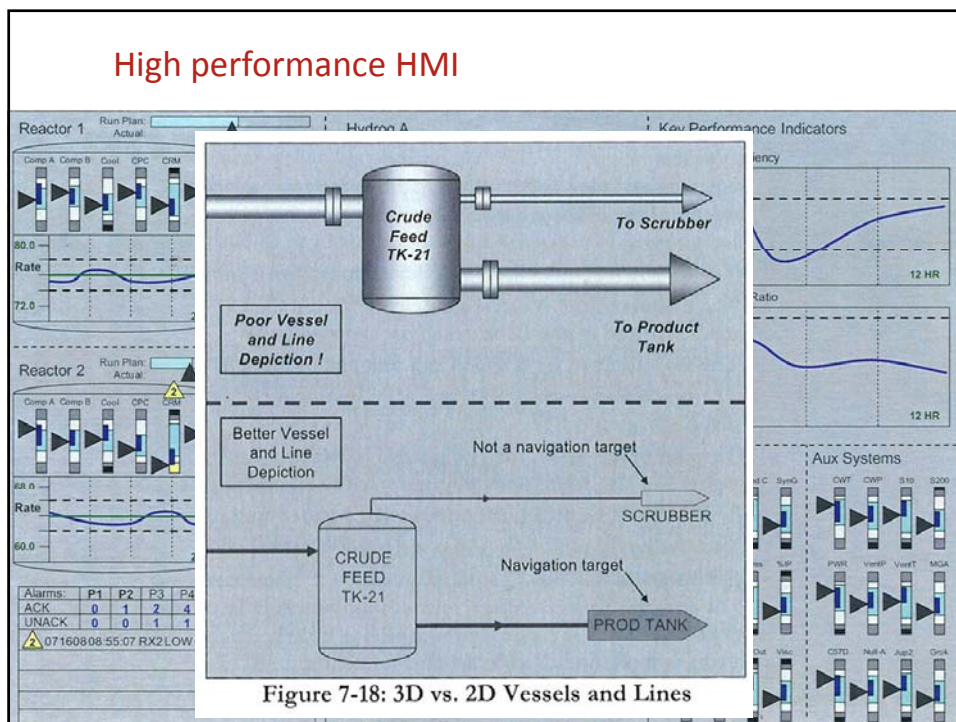 High performance HMI
Reactor 1
Run Plan:
Actual:
Comp A Comp B Cool CPC CRM
80.0
Rate
72.0
Reactor 2
Run Plan:
Actual:
2
Comp A Comp B Cool CPC CRM
Rate
60.0
Alarms: P1 P2 P3 P4
ACK 0 1 2 4
UNACK 0 0 1 1
2 071608 08:55:07 RX2 LOW
Hydrog A
Crude
Feed
TK-21
To Scrubber
To Product
Tank
Poor Vessel
and Line
Depiction !
Better Vessel
and Line
Depiction
Not a navigation target
SCRUBBER
CRUDE
FEED
TK-21
Navigation target
PROD TANK
Figure 7-18: 3D vs. 2D Vessels and Lines
Key Performance Indicators
12 HR
Ratio
12 HR
Aux Systems
C SynG
CWT CWP S10 S200
%IP
PWR VentP VentT MGA
Out Visc
C57D Null-A Jup2 Grok